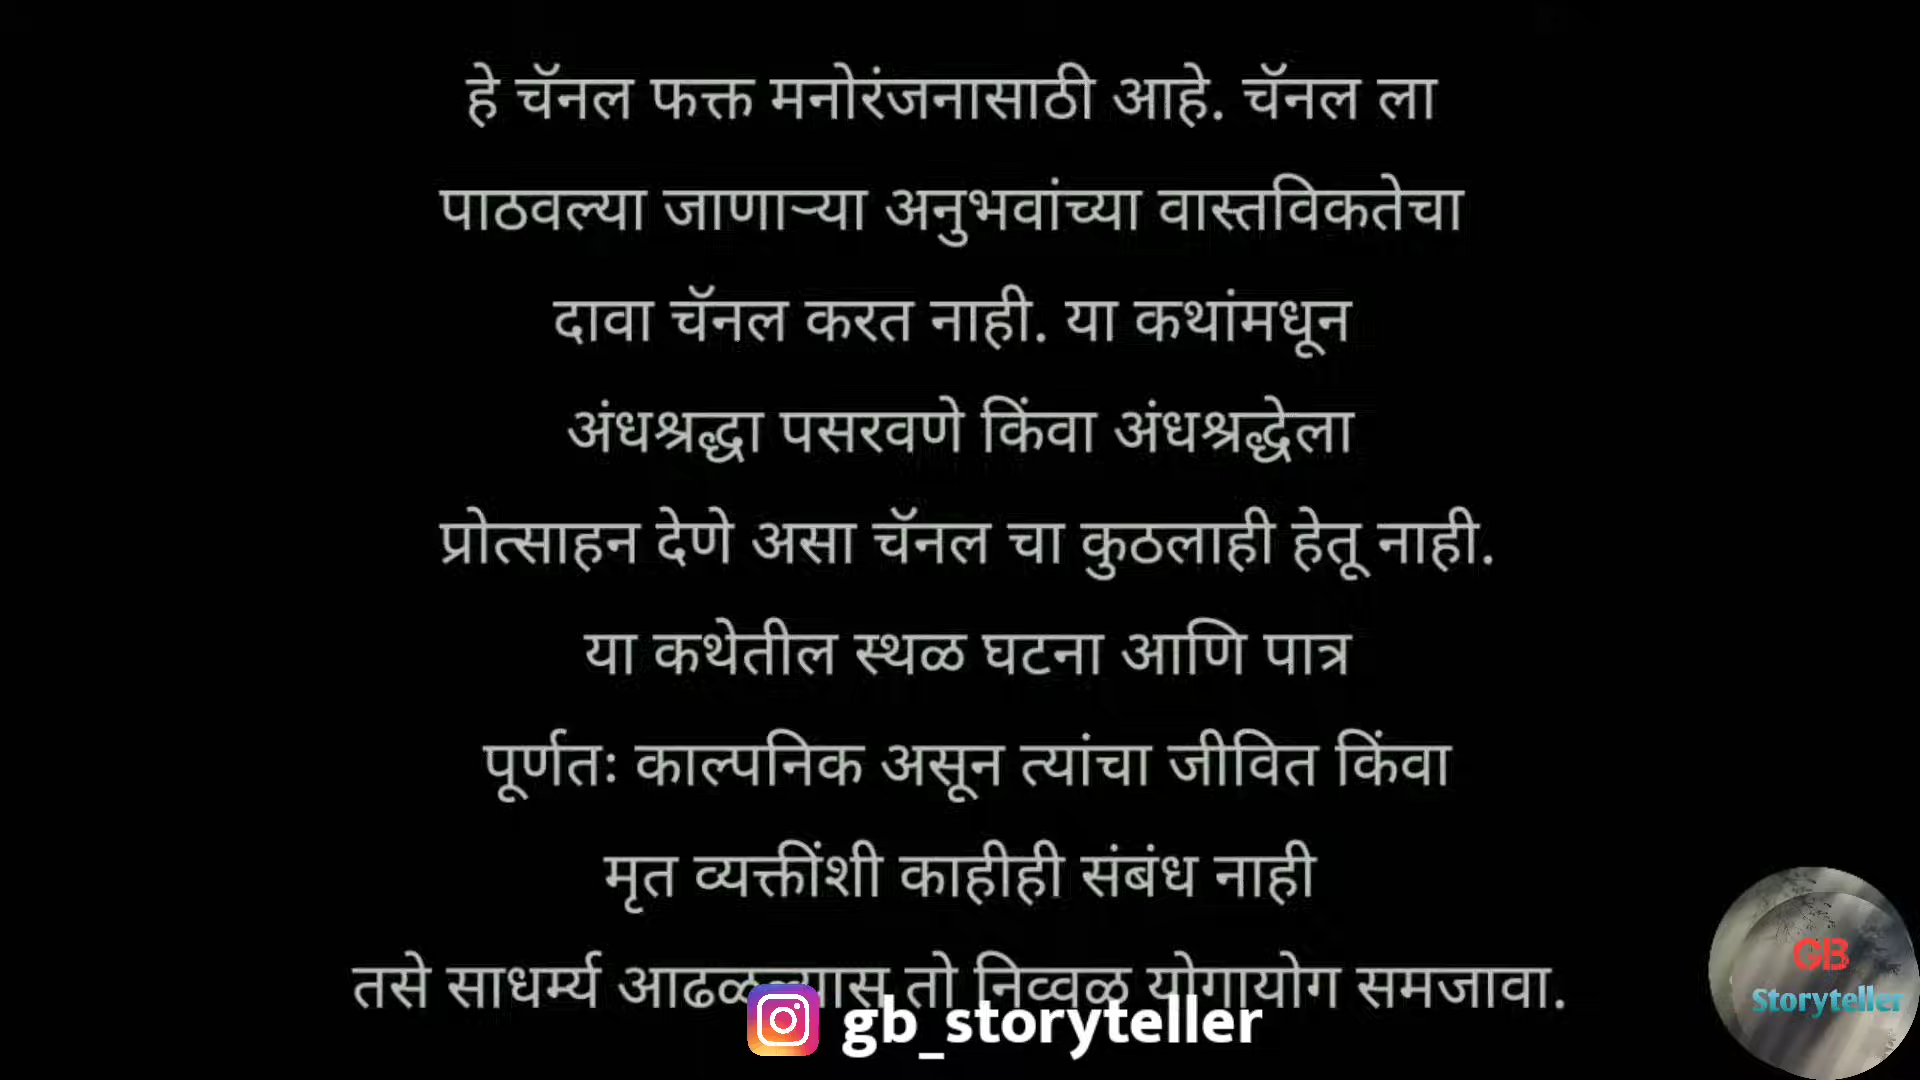 हे चॅनल फक्त मनोरंजनासाठी आहे. चॅनल ला
पाठवल्या जाणाऱ्या अनुभवांच्या वास्तविकतेचा
दावा चॅनल करत नाही. या कथांमधून
अंधश्रद्धा पसरवणे किंवा अंधश्रद्धेला
प्रोत्साहन देणे असा चॅनल चा कुठलाही हेतू नाही.
या कथेतील स्थळ घटना आणि पात्र
पूर्णतः काल्पनिक असून त्यांचा जीवित किंवा
मृत व्यक्तींशी काहीही संबंध नाही
तसे साधर्म्य तो निव्वळ योगायोग समजावा.
gb_storyteller
GB
Storyteller